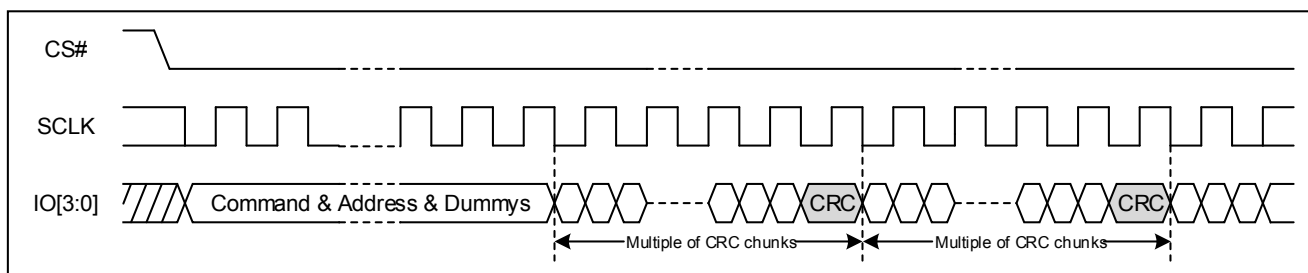 CS#
SCLK
IO[3:0]
Command & Address & Dummys
CRC
CRC
Multiple of CRC chunks
Multiple of CRC chunks